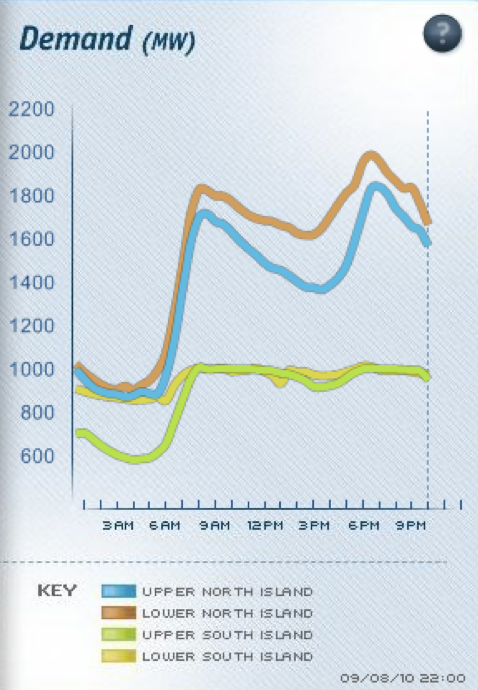 Demand (MW)
?
2200
2000
1800
1600
1400
1200
1000
800
600
3AM 6AM 9AM 12PM 3PM 6PM 9PM
KEY
UPPER NORTH ISLAND
LOWER NORTH ISLAND
UPPER SOUTH ISLAND
LOWER SOUTH ISLAND
09/08/10 22:00